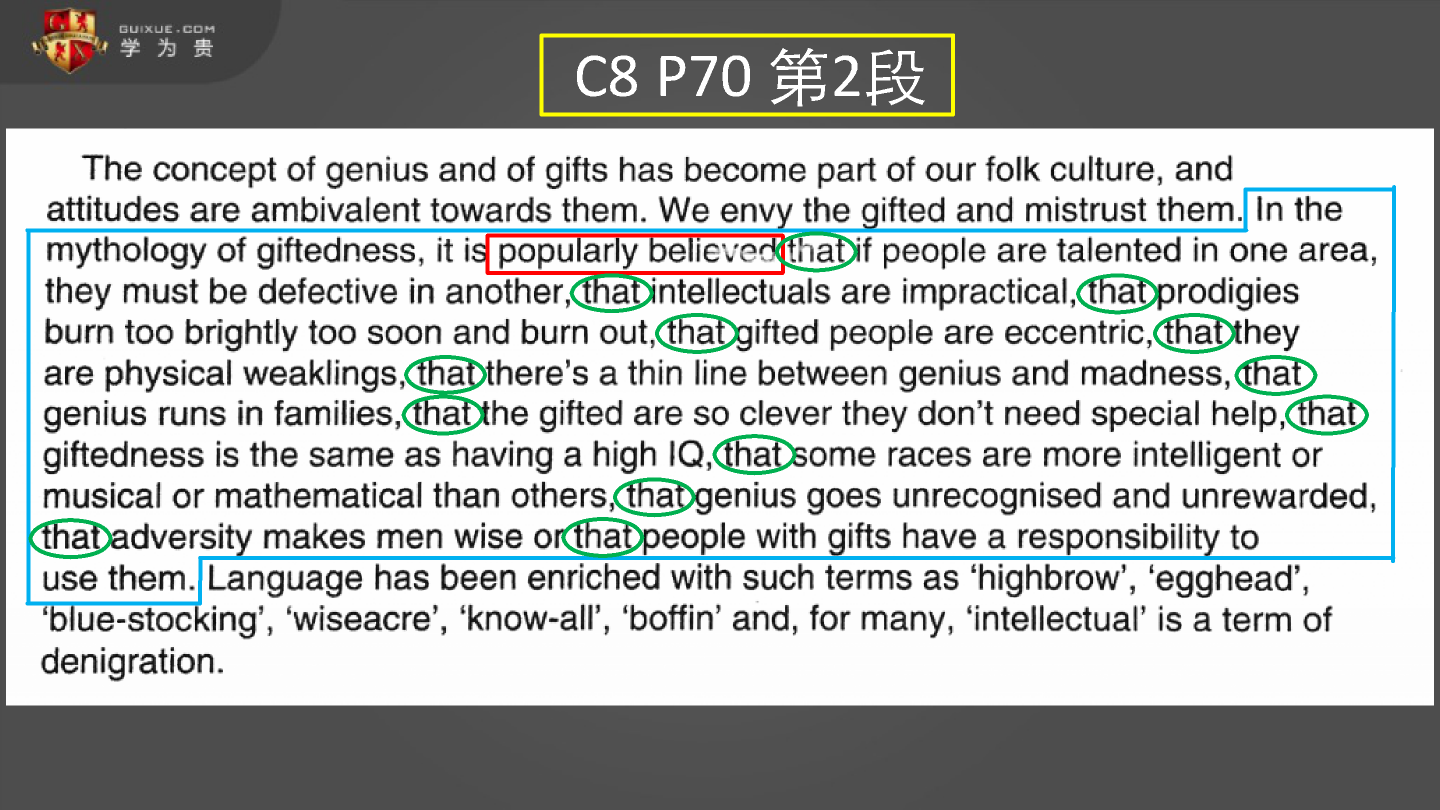 GUIXUE.COM
学为贵
C8 P70 第2段
The concept of genius and of gifts has become part of our folk culture, and
attitudes are ambivalent towards them. We envy the gifted and mistrust them. In the
mythology of giftedness, it is popularly believed that if people are talented in one area,
they must be defective in another, that intellectuals are impractical, that prodigies
burn too brightly too soon and burn out, that gifted people are eccentric, that they
are physical weaklings, that there's a thin line between genius and madness, that
genius runs in families, that the gifted are so clever they don't need special help, that
giftedness is the same as having a high IQ, that some races are more intelligent or
musical or mathematical than others, that genius goes unrecognised and unrewarded,
that adversity makes men wise or that people with gifts have a responsibility to
use them. Language has been enriched with such terms as 'highbrow', 'egghead',
'blue-stocking', 'wiseacre', 'know-all', 'boffin' and, for many, 'intellectual' is a term of
denigration.